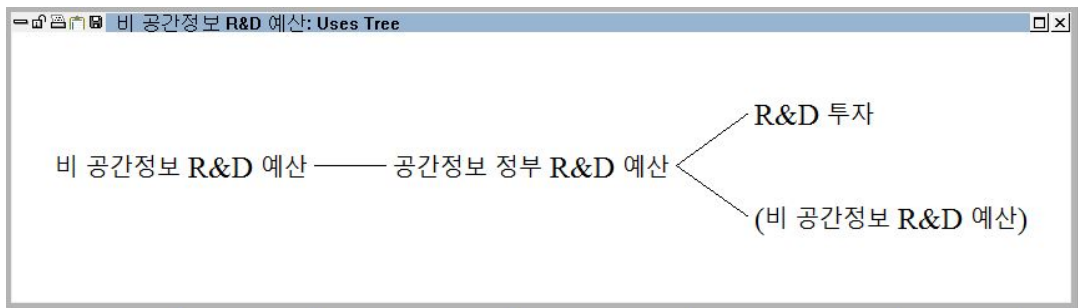 비 공간정보 R&D 예산: Uses Tree
R&D 투자
비 공간정보 R&D 예산 공간정보 정부 R&D 예산
(비 공간정보 R&D 예산)